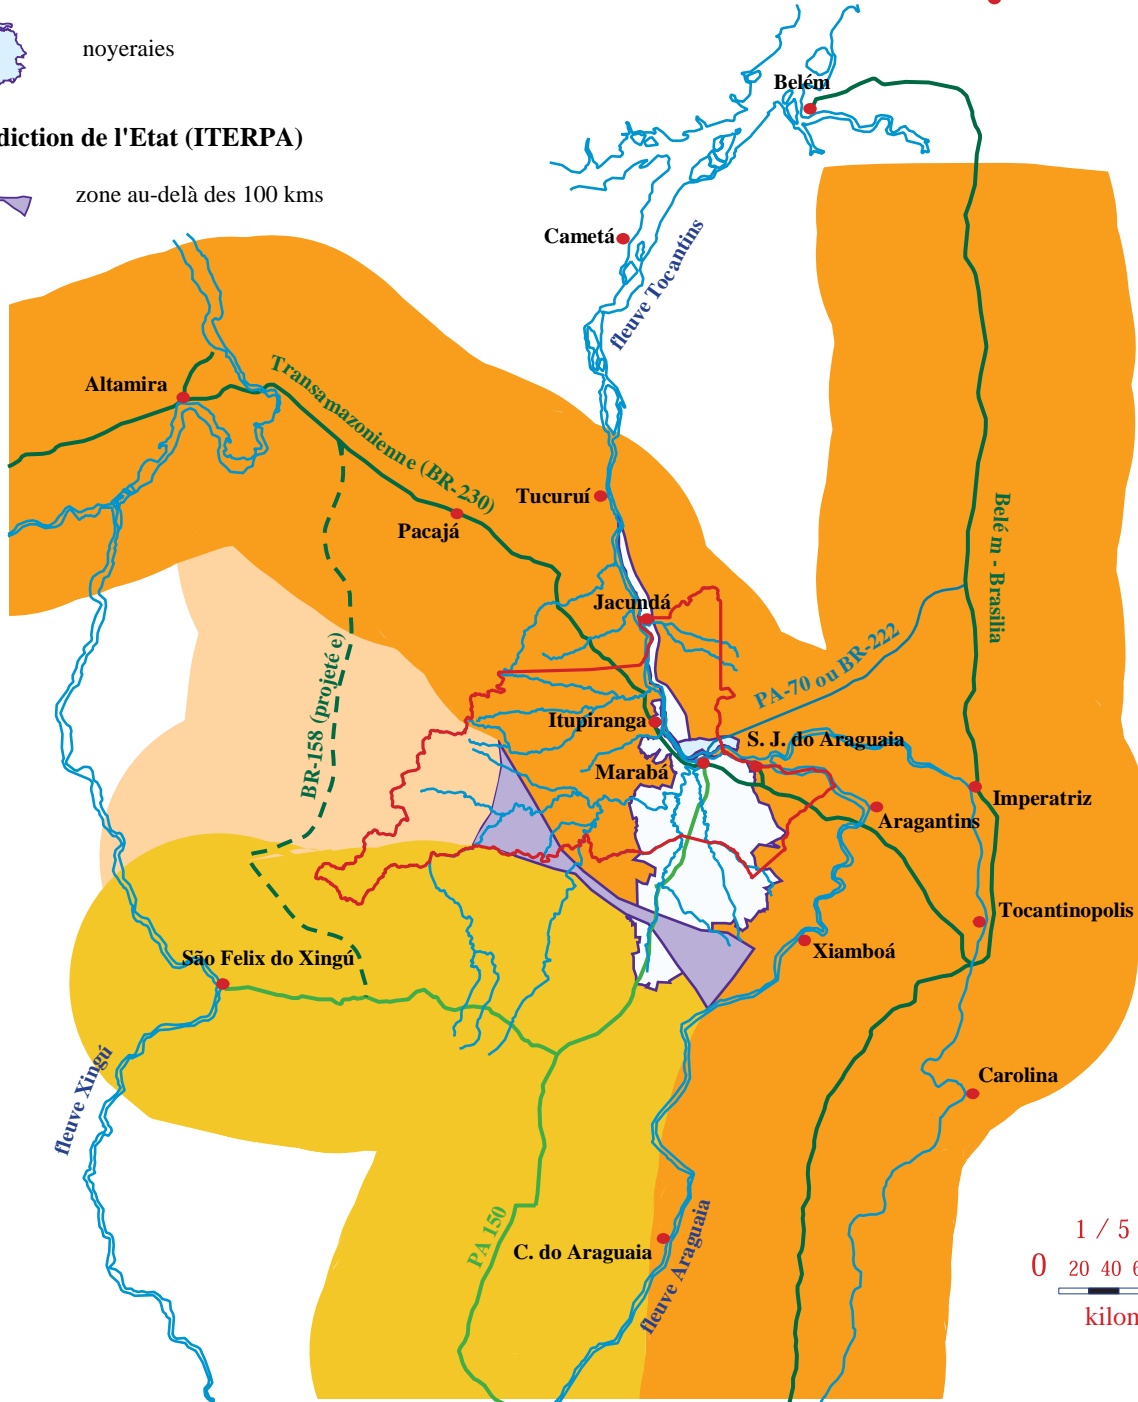 noyeraies
Belém
diction de l'Etat (ITERPA)
zone au-delà des 100 kms
Cametá
fleuve Tocantins
Altamira
Transamazonienne (BR-230)
Tucuruí
Pacajá
Belé m - Brasilia
Jacundá
BR-158 (projeté e)
PA-70 ou BR-222
Itupiranga
S. J. do Araguaia
Marabá
Imperatriz
Aragantins
Tocantinopolis
Xiamboá
São Felix do Xingú
fleuve Xingú
Carolina
PA 150
C. do Araguaia
fleuve Araguaia
1 / 5
0 20 40 6
kilon